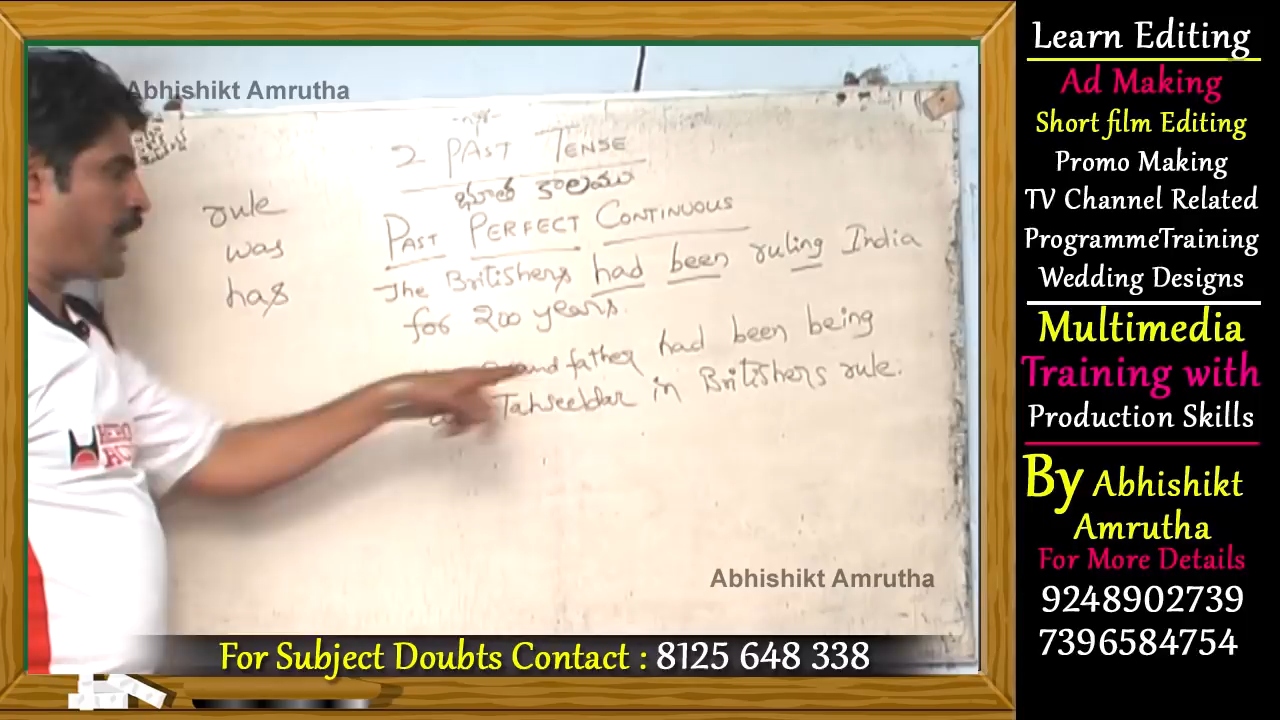 Abhishikt Amrutha
2 PAST TENSE
భూత కాలము
rule
was
has
PAST PERFECT CONTINUOUS
The Britishers had been ruling India
for 200 years.
grand father had been being
a Tahseeldar in Britishers rule.
HERO
Abhishikt Amrutha
For Subject Doubts Contact : 8125 648 338
Learn Editing
Ad Making
Short film Editing
Promo Making
TV Channel Related
ProgrammeTraining
Wedding Designs
Multimedia
Training with
Production Skills
By Abhishikt
Amrutha
For More Details
9248902739
7396584754